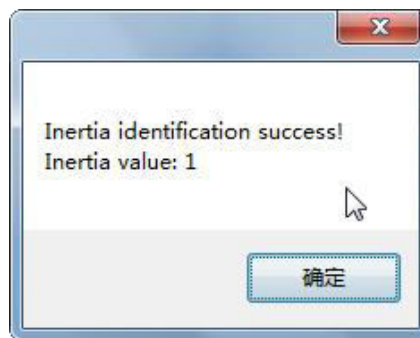 Inertia identification success!
Inertia value: 1
确定